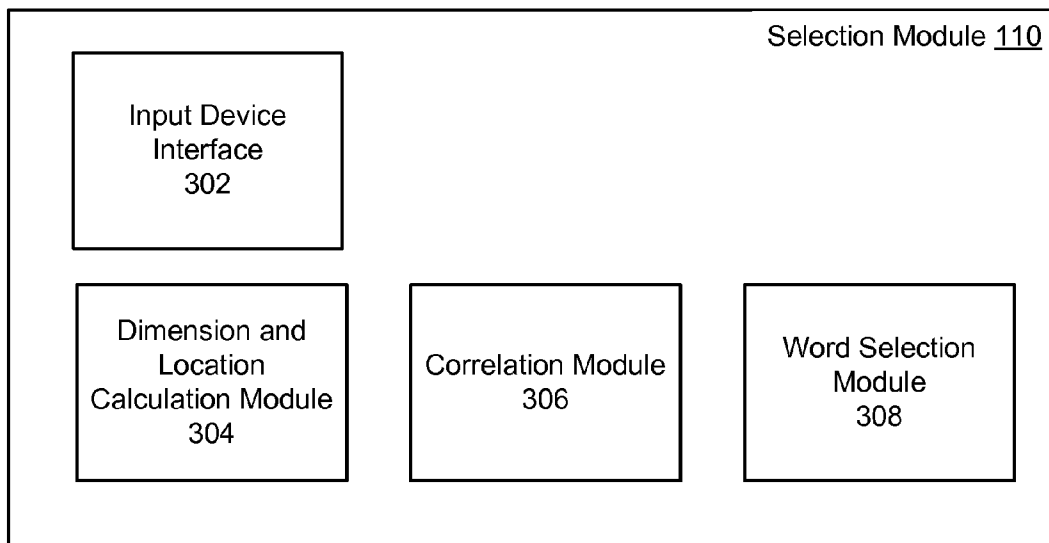 Selection Module 110
Input Device
Interface
302
Dimension and
Location
Calculation Module
304
Correlation Module
306
Word Selection
Module
308